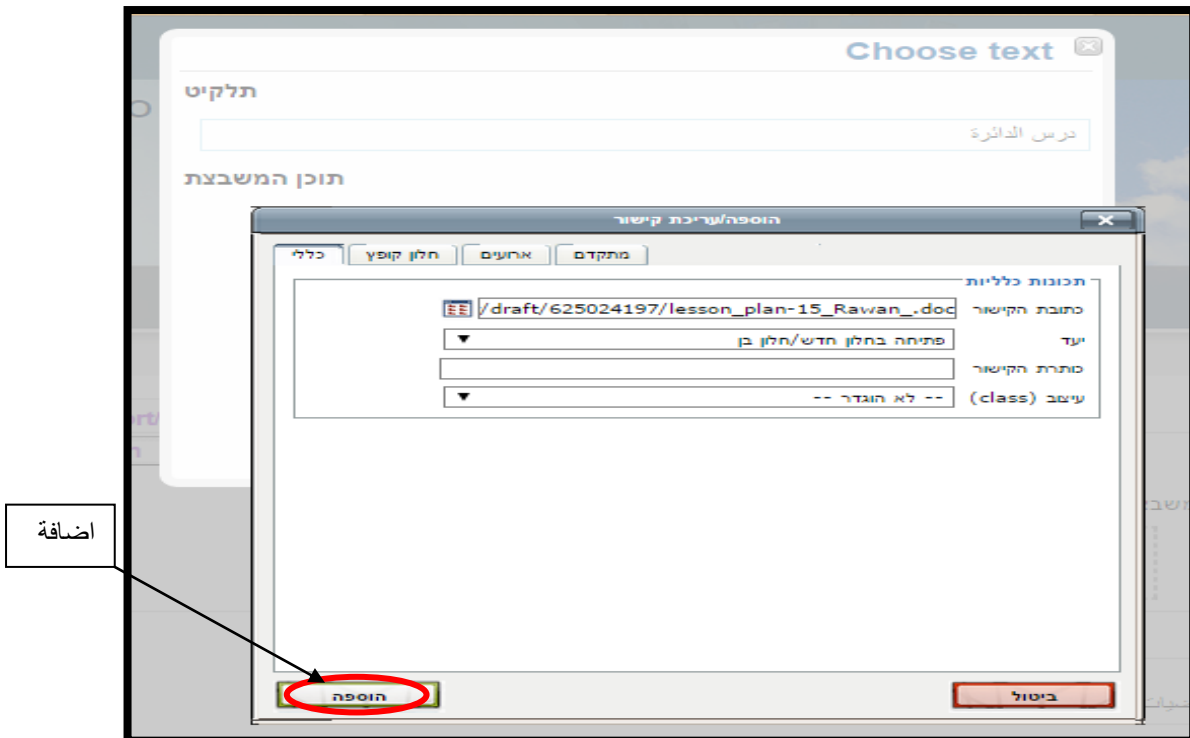 Choose text
תלקיט
درس الدائرة
תוכן המשבצת
הוספה/עריכת קישור
כללי חלון קופץ ארועים מתקדם
תכונות כלליות
כתובת הקישור /draft/625024197/lesson_plan-15_Rawan_.doc
יעד פתיחה בחלון חדש/חלון בן
כותרת הקישור
עיצוב (class) -- לא הוגדר --
اضافة
הוספה ביטול